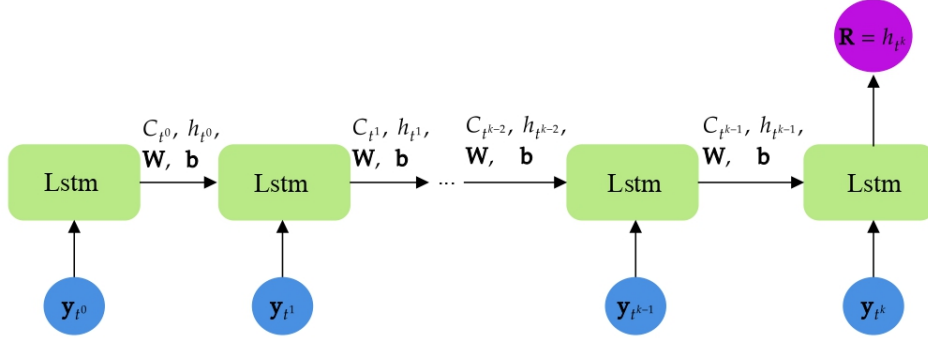 R = h_{t^k}
C_{t^0}, h_{t^0},
W, b
C_{t^1}, h_{t^1},
W, b
C_{t^{k-2}}, h_{t^{k-2}},
W, b
C_{t^{k-1}}, h_{t^{k-1}},
W, b
Lstm
Lstm
...
Lstm
Lstm
y_{t^0}
y_{t^1}
y_{t^{k-1}}
y_{t^k}